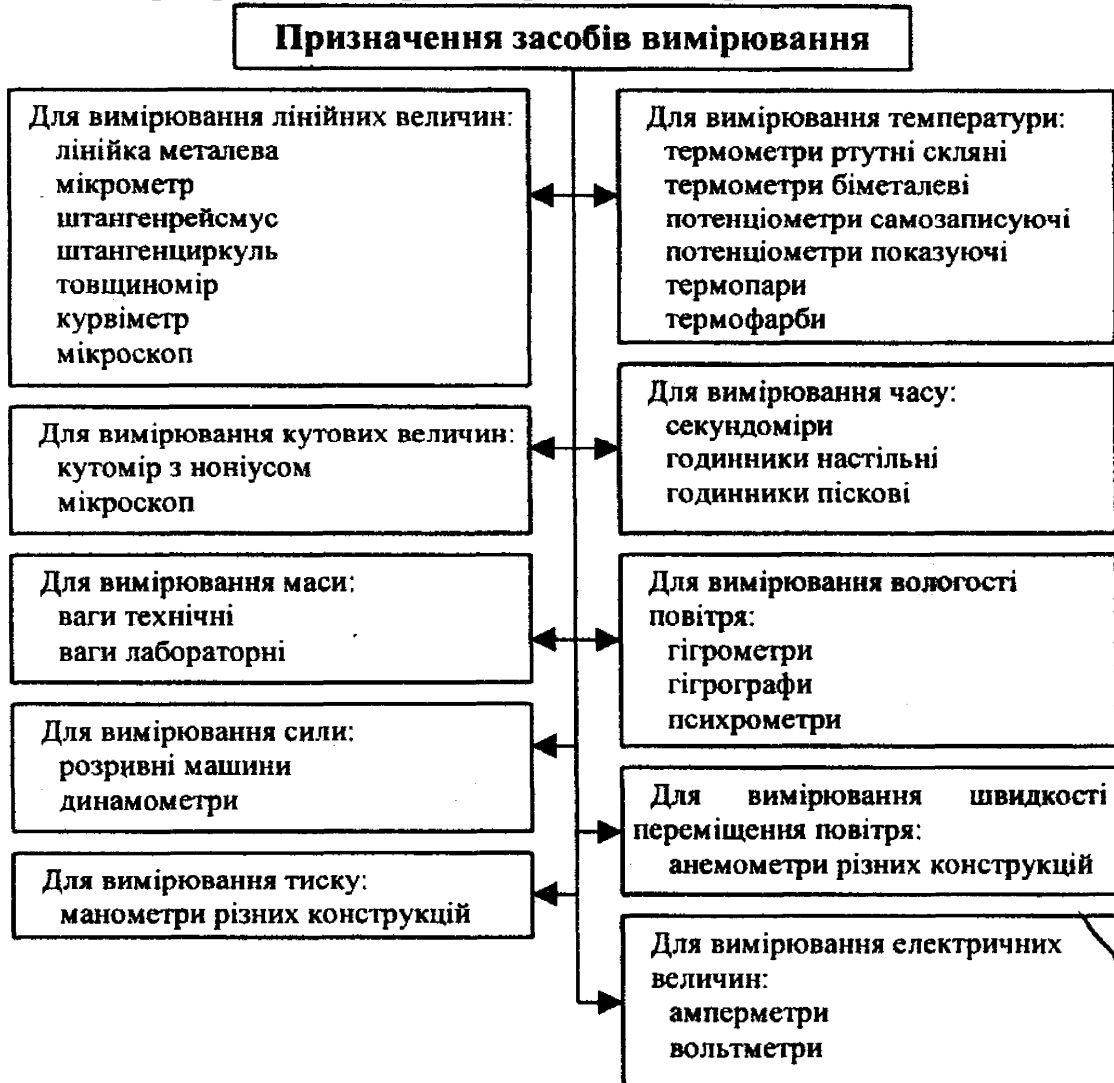 Призначення засобів вимірювання
Для вимірювання лінійних величин:
лінійка металева
мікрометр
штангенрейсмус
штангенциркуль
товщиномір
курвіметр
мікроскоп
Для вимірювання кутових величин:
кутомір з ноніусом
мікроскоп
Для вимірювання маси:
ваги технічні
ваги лабораторні
Для вимірювання сили:
розривні машини
динамометри
Для вимірювання тиску:
манометри різних конструкцій
Для вимірювання температури:
термометри ртутні скляні
термометри біметалеві
потенціометри самозаписуючі
потенціометри показуючі
термопари
термофарби
Для вимірювання часу:
секундоміри
годинники настільні
годинники піскові
Для вимірювання вологості
повітря:
гігрометри
гігрографи
психрометри
Для вимірювання швидкості
переміщення повітря:
анемометри різних конструкцій
Для вимірювання електричних
величин:
амперметри
вольтметри